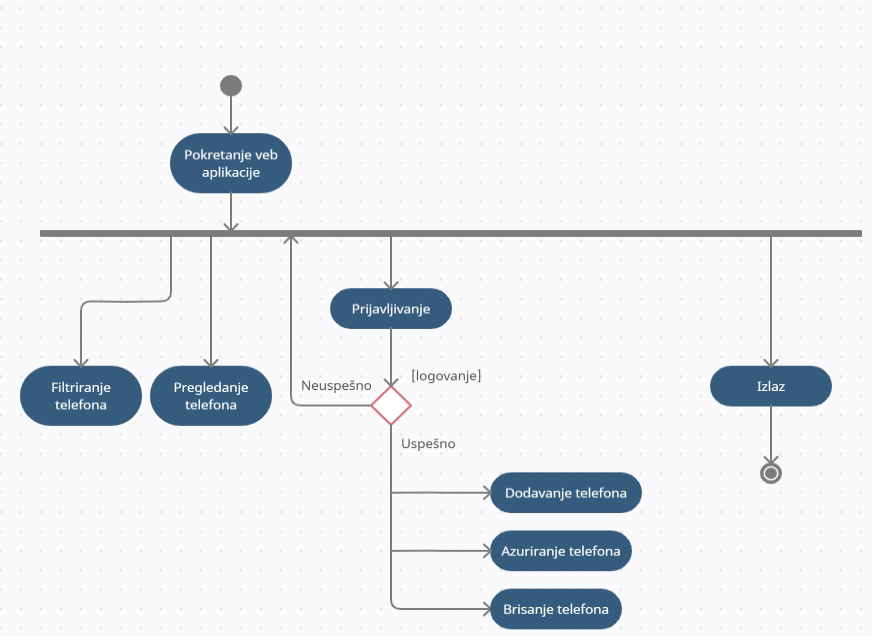 Pokretanje veb
aplikacije
Prijavljivanje
[logovanje]
Neuspešno
Filtriranje
telefona
Pregledanje
telefona
Izlaz
Uspešno
Dodavanje telefona
Azuriranje telefona
Brisanje telefona